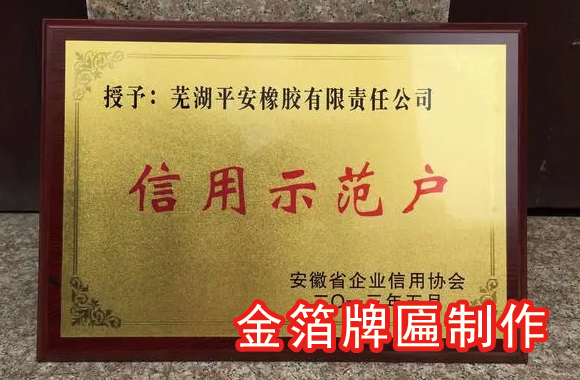 授予：芜湖平安橡胶有限责任公司
信用示范户
安徽省企业信用协会
金箔牌匾制作